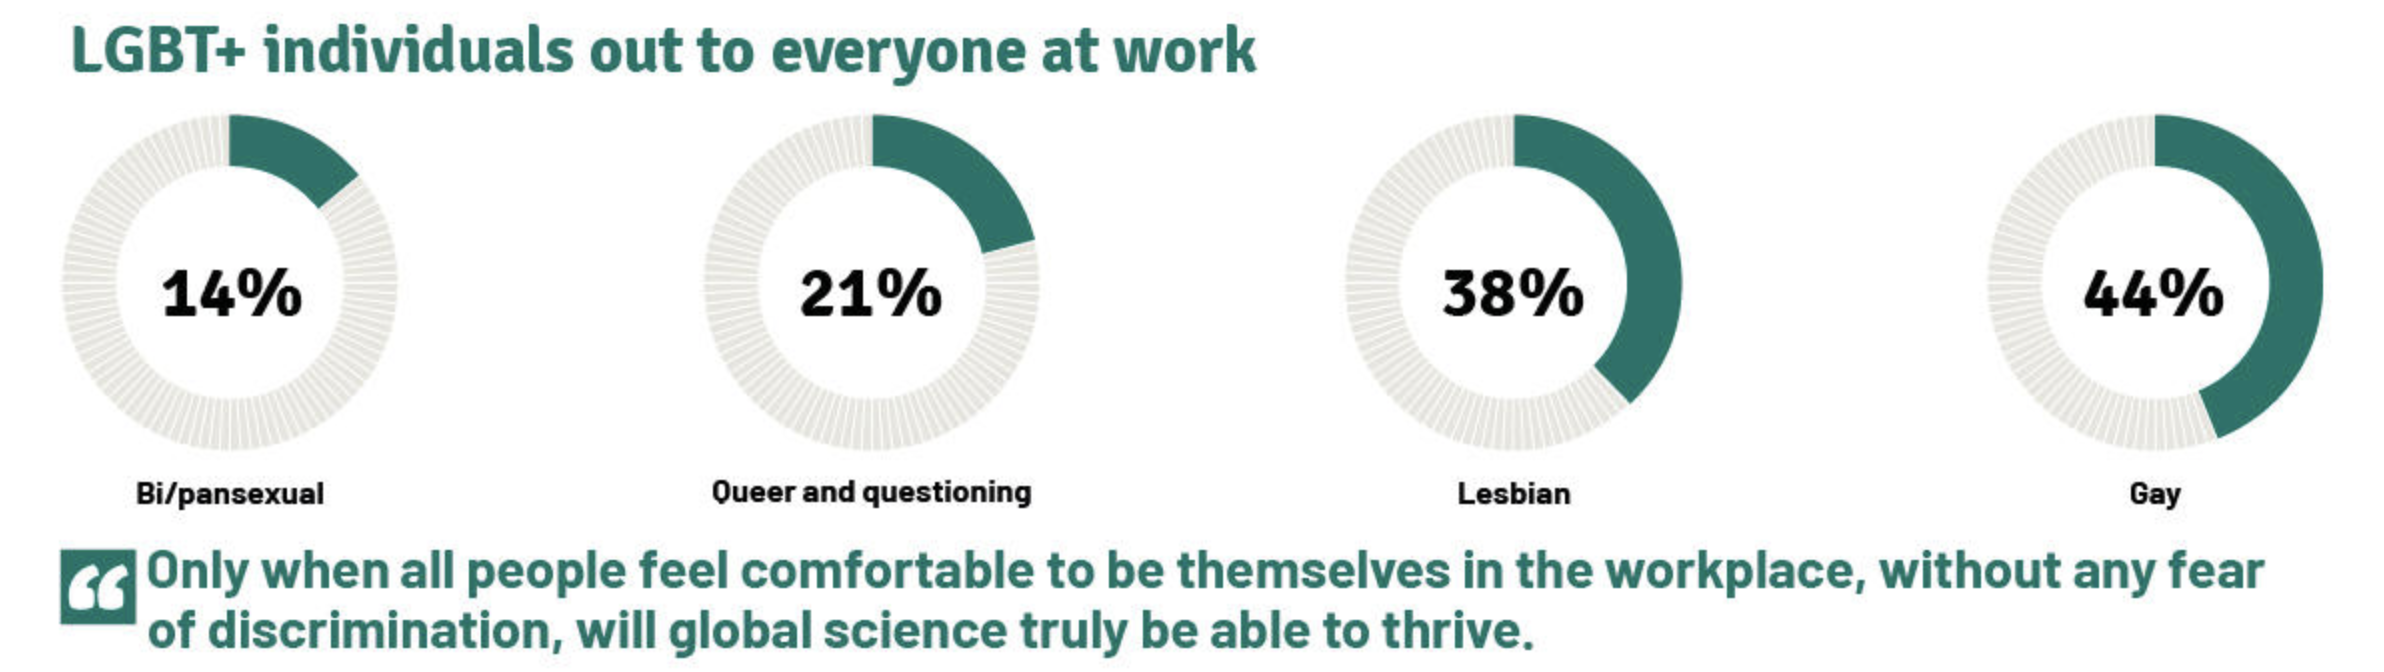 LGBT+ individuals out to everyone at work
14%
21%
38%
44%
Bi/pansexual
Queer and questioning
Lesbian
Gay
“Only when all people feel comfortable to be themselves in the workplace, without any fear
of discrimination, will global science truly be able to thrive.